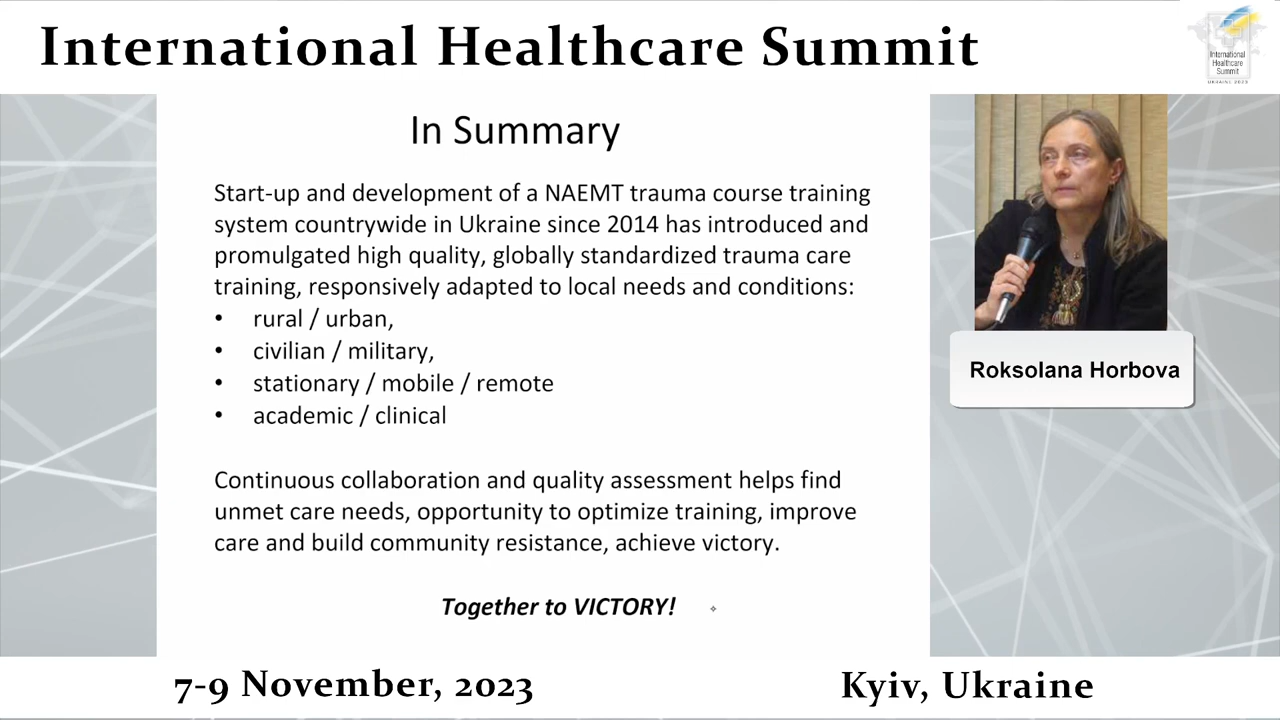 International Healthcare Summit
International
Healthcare
Summit
UKRAINE 2023
In Summary
Start-up and development of a NAEMT trauma course training
system countrywide in Ukraine since 2014 has introduced and
promulgated high quality, globally standardized trauma care
training, responsively adapted to local needs and conditions:
• rural / urban,
• civilian / military,
• stationary / mobile / remote
• academic / clinical
Continuous collaboration and quality assessment helps find
unmet care needs, opportunity to optimize training, improve
care and build community resistance, achieve victory.
Together to VICTORY!
Roksolana Horbova
7-9 November, 2023
Kyiv, Ukraine